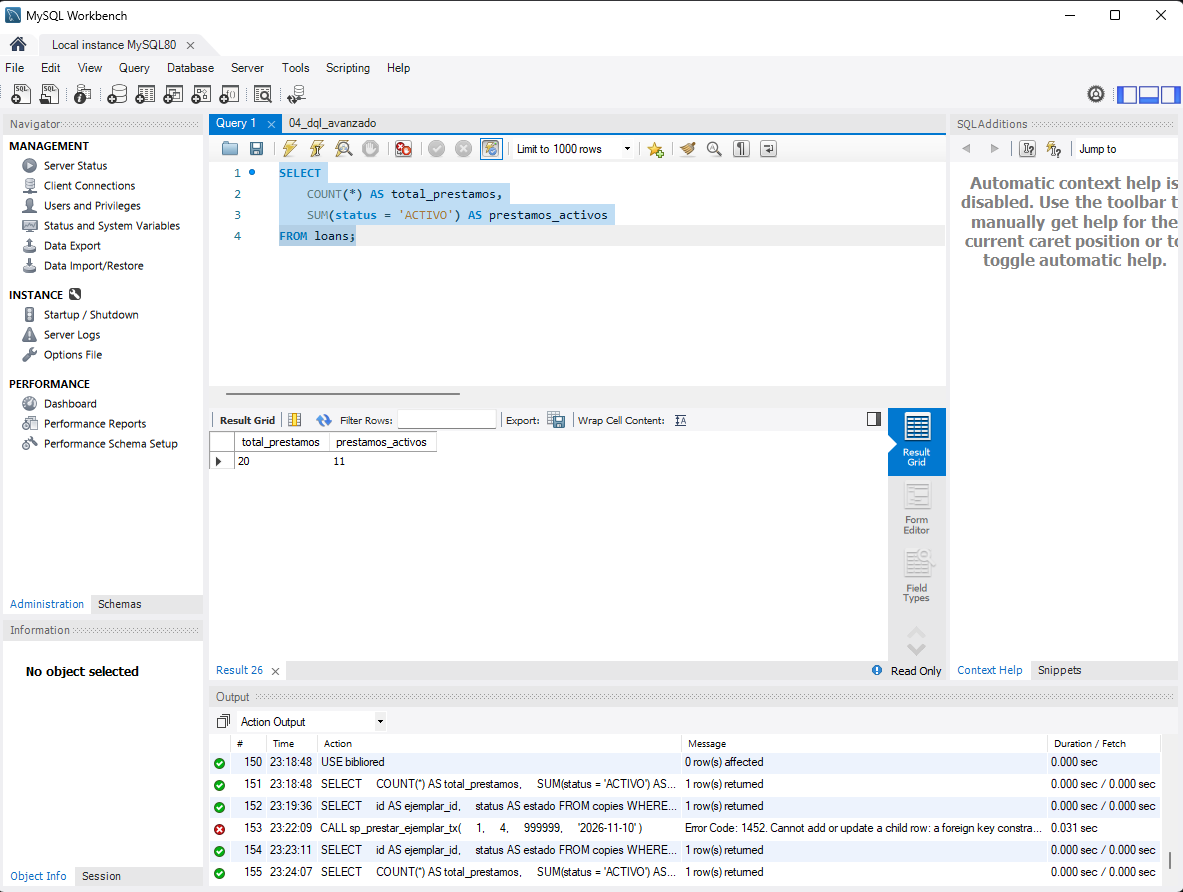 MySQL Workbench
Local instance MySQL80
File Edit View Query Database Server Tools Scripting Help
Navigator
MANAGEMENT
Server Status
Client Connections
Users and Privileges
Status and System Variables
Data Export
Data Import/Restore
INSTANCE
Startup / Shutdown
Server Logs
Options File
PERFORMANCE
Dashboard
Performance Reports
Performance Schema Setup
Administration Schemas
Information
No object selected
Object Info Session
Query 1 04_dql_avanzado
Limit to 1000 rows
1 SELECT
2 COUNT(*) AS total_prestamos,
3 SUM(status = 'ACTIVO') AS prestamos_activos
4 FROM loans;
Result Grid Filter Rows: Export: Wrap Cell Content:
total_prestamos prestamos_activos
20 11
Result Grid
Form Editor
Field Types
Result 26 Read Only
SQLAdditions
Jump to
Automatic context help is
disabled. Use the toolbar t
manually get help for the
current caret position or to
toggle automatic help.
Context Help Snippets
Output
Action Output
# Time Action Message Duration / Fetch
150 23:18:48 USE bibliored 0 row(s) affected 0.000 sec
151 23:18:48 SELECT COUNT(*) AS total_prestamos, SUM(status = 'ACTIVO') AS... 1 row(s) returned 0.000 sec / 0.000 sec
152 23:19:36 SELECT id AS ejemplar_id, status AS estado FROM copies WHERE... 1 row(s) returned 0.000 sec / 0.000 sec
153 23:22:09 CALL sp_prestar_ejemplar_tx( 1, 4, 999999, '2026-11-10' ) Error Code: 1452. Cannot add or update a child row: a foreign key constra... 0.031 sec
154 23:23:11 SELECT id AS ejemplar_id, status AS estado FROM copies WHERE... 1 row(s) returned 0.000 sec / 0.000 sec
155 23:24:07 SELECT COUNT(*) AS total_prestamos, SUM(status = 'ACTIVO') AS... 1 row(s) returned 0.000 sec / 0.000 sec